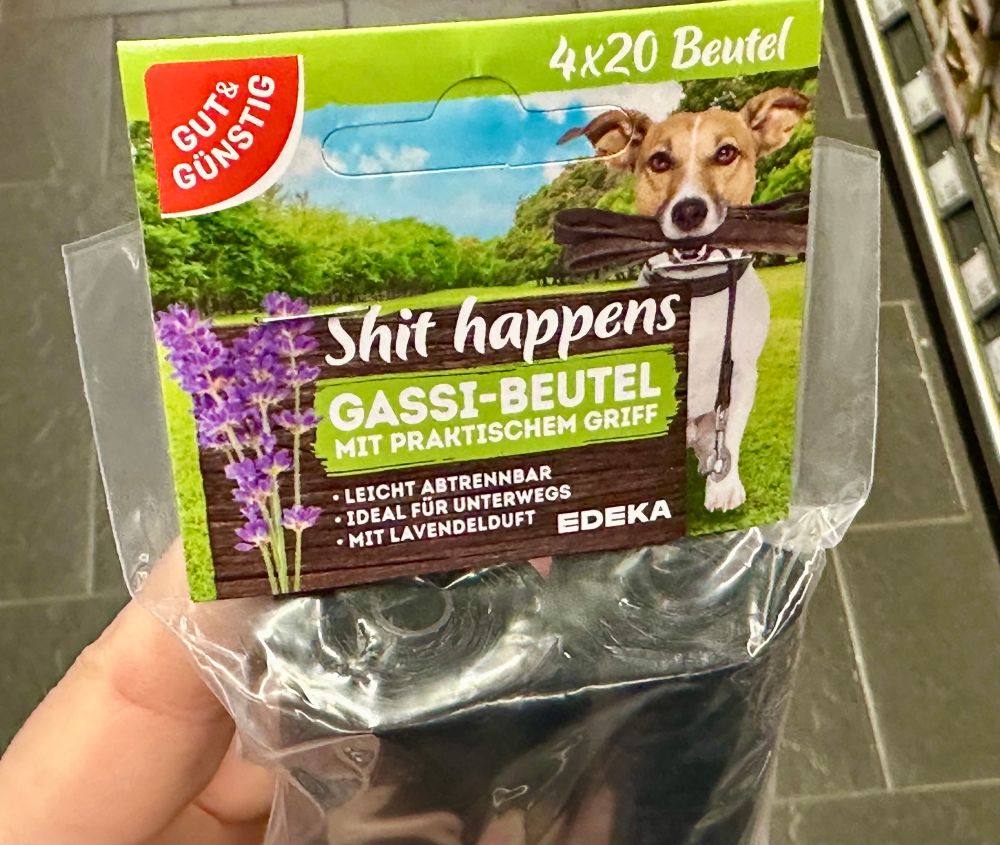 4x20 Beutel
GUT&
GÜNSTIG
Shit happens
GASSI-BEUTEL
MIT PRAKTISCHEM GRIFF
• LEICHT ABTRENNBAR
• IDEAL FÜR UNTERWEGS
• MIT LAVENDELDUFT
EDEKA